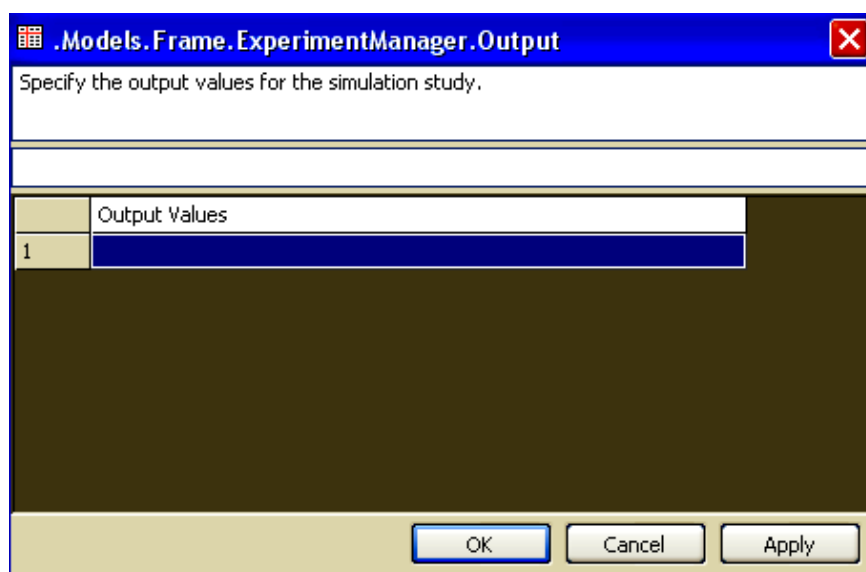 .Models.Frame.ExperimentManager.Output
Specify the output values for the simulation study.
Output Values
1
OK Cancel Apply